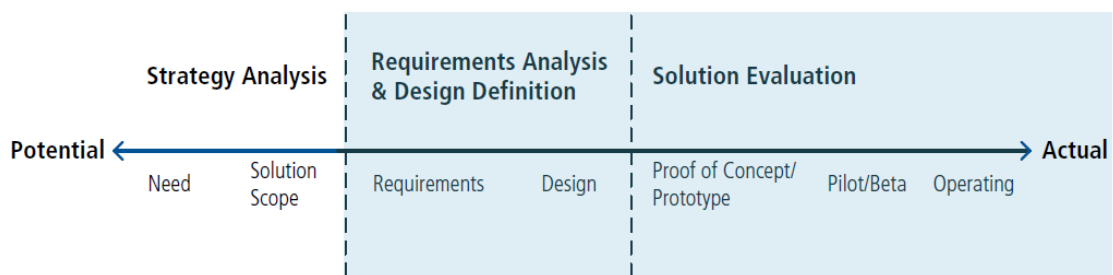 Strategy Analysis
Requirements Analysis
& Design Definition
Solution Evaluation
Potential
Actual
Need
Solution
Scope
Requirements
Design
Proof of Concept/
Prototype
Pilot/Beta
Operating